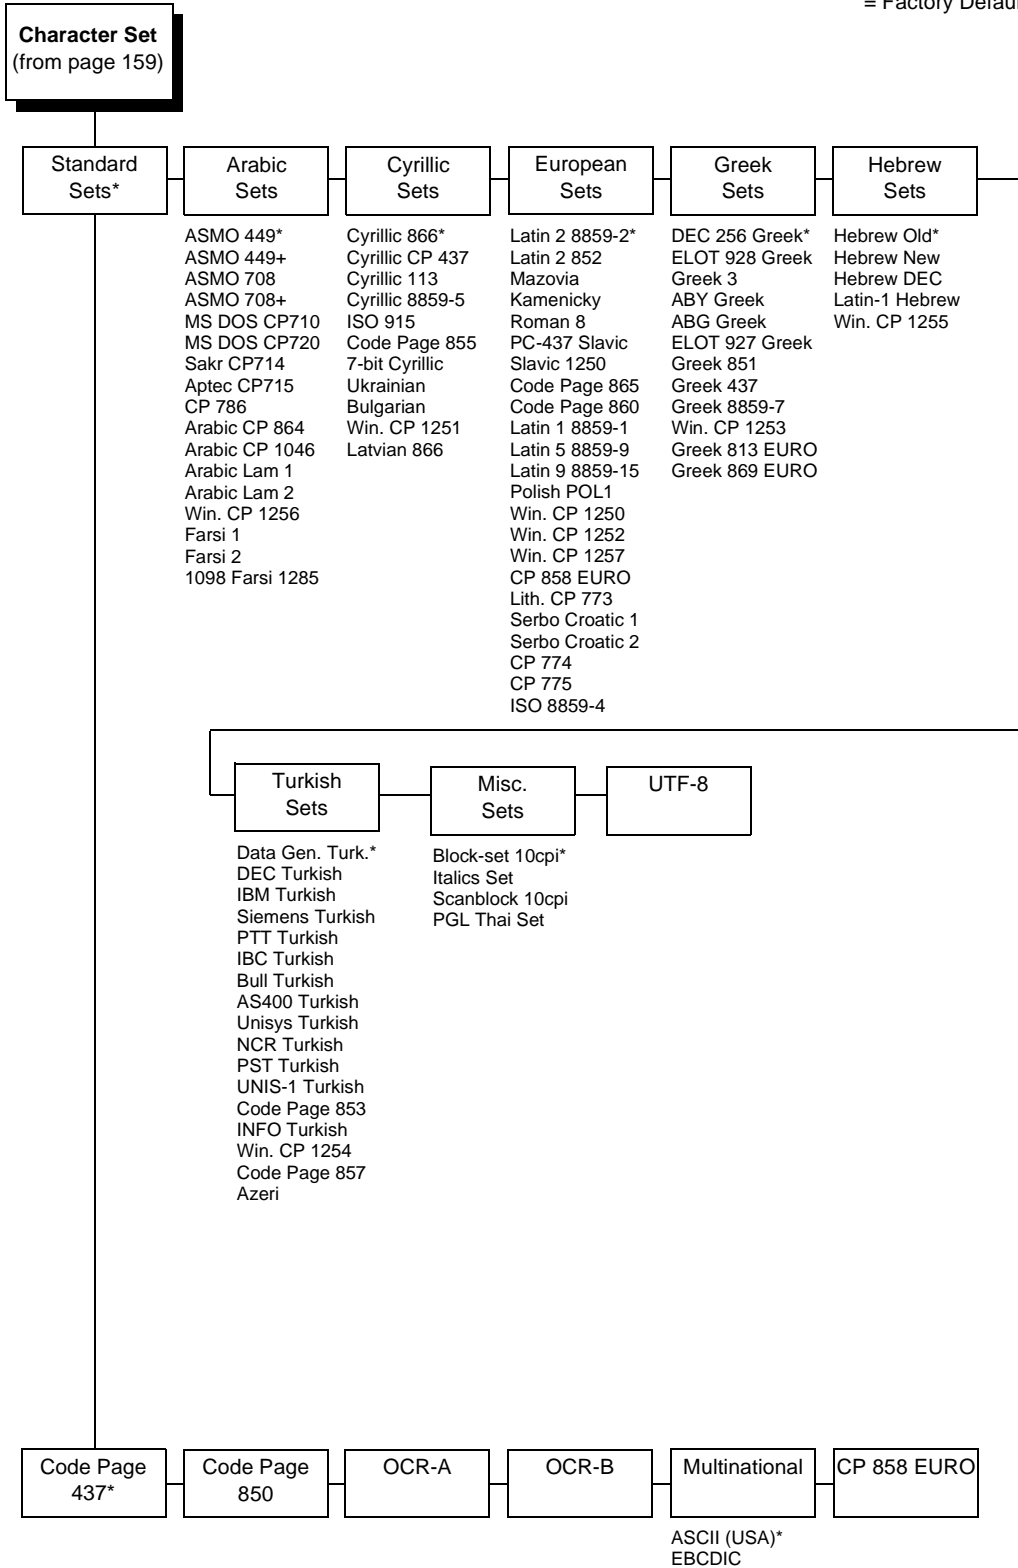 = Factory Defau
Character Set
(from page 159)
Standard
Sets*
Arabic
Sets
Cyrillic
Sets
European
Sets
Greek
Sets
Hebrew
Sets
ASMO 449*
ASMO 449+
ASMO 708
ASMO 708+
MS DOS CP710
MS DOS CP720
Sakr CP714
Aptec CP715
CP 786
Arabic CP 864
Arabic CP 1046
Arabic Lam 1
Arabic Lam 2
Win. CP 1256
Farsi 1
Farsi 2
1098 Farsi 1285
Cyrillic 866*
Cyrillic CP 437
Cyrillic 113
Cyrillic 8859-5
ISO 915
Code Page 855
7-bit Cyrillic
Ukrainian
Bulgarian
Win. CP 1251
Latvian 866
Latin 2 8859-2*
Latin 2 852
Mazovia
Kamenicky
Roman 8
PC-437 Slavic
Slavic 1250
Code Page 865
Code Page 860
Latin 1 8859-1
Latin 5 8859-9
Latin 9 8859-15
Polish POL1
Win. CP 1250
Win. CP 1252
Win. CP 1257
CP 858 EURO
Lith. CP 773
Serbo Croatic 1
Serbo Croatic 2
CP 774
CP 775
ISO 8859-4
DEC 256 Greek*
ELOT 928 Greek
Greek 3
ABY Greek
ABG Greek
ELOT 927 Greek
Greek 851
Greek 437
Greek 8859-7
Win. CP 1253
Greek 813 EURO
Greek 869 EURO
Hebrew Old*
Hebrew New
Hebrew DEC
Latin-1 Hebrew
Win. CP 1255
Turkish
Sets
Misc.
Sets
UTF-8
Data Gen. Turk.*
DEC Turkish
IBM Turkish
Siemens Turkish
PTT Turkish
IBC Turkish
Bull Turkish
AS400 Turkish
Unisys Turkish
NCR Turkish
PST Turkish
UNIS-1 Turkish
Code Page 853
INFO Turkish
Win. CP 1254
Code Page 857
Azeri
Block-set 10cpi*
Italics Set
Scanblock 10cpi
PGL Thai Set
Code Page
437*
Code Page
850
OCR-A
OCR-B
Multinational
CP 858 EURO
ASCII (USA)*
EBCDIC